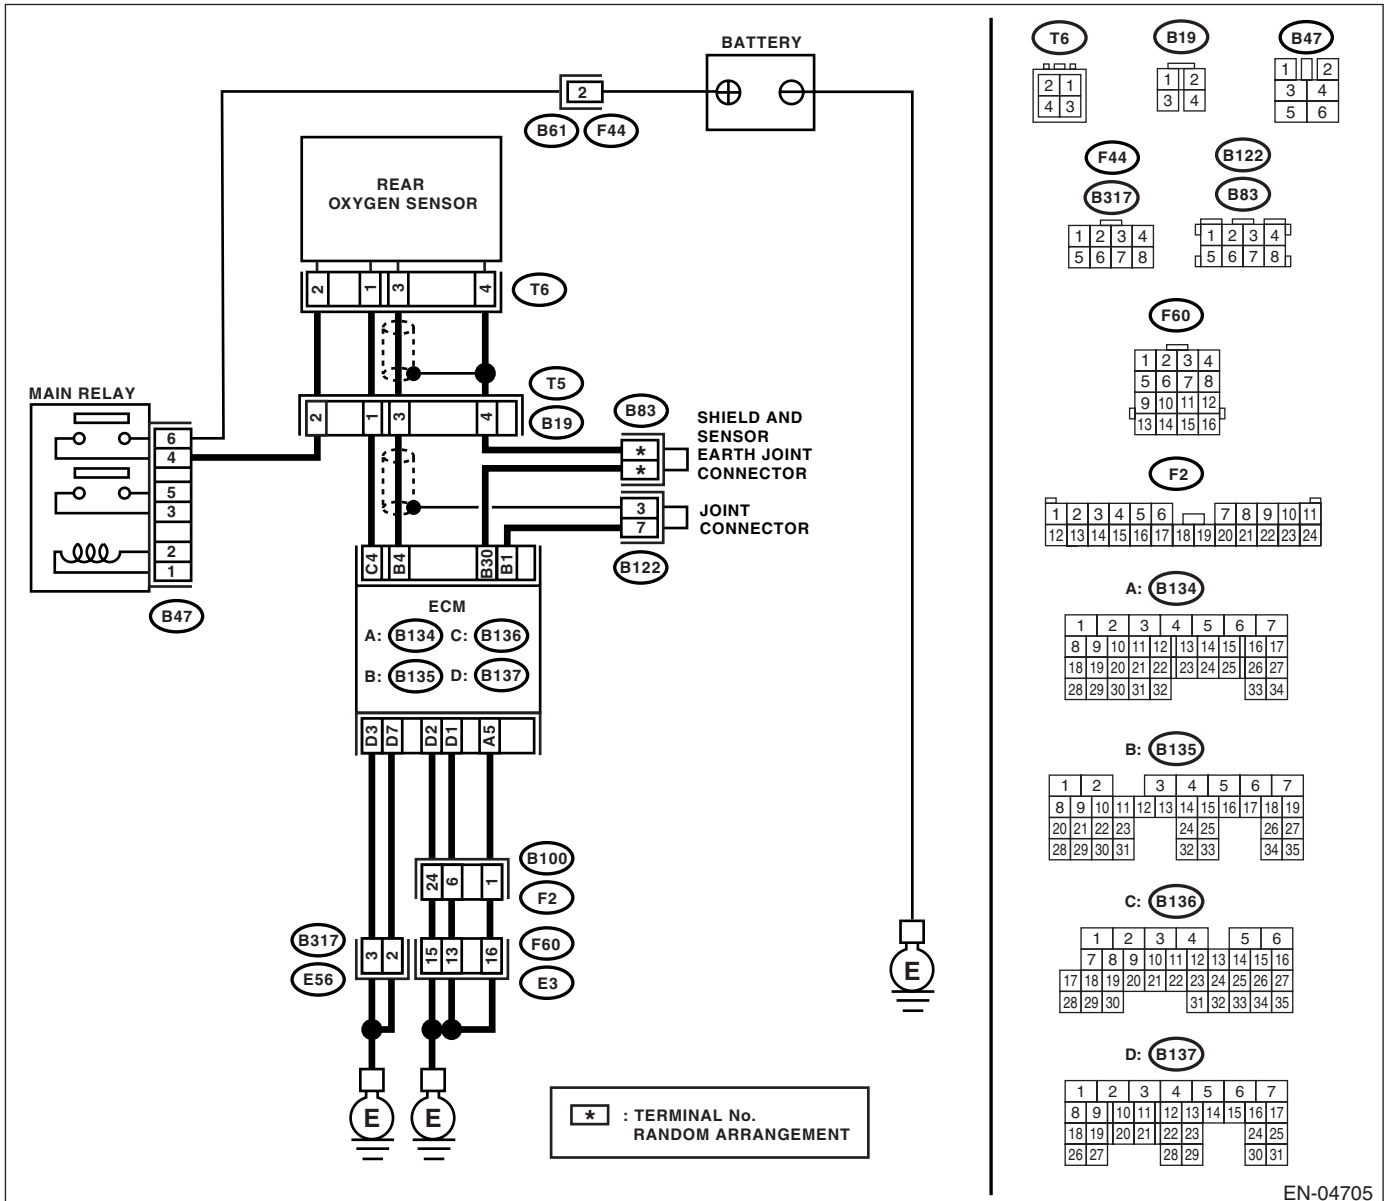 BATTERY
2
B61 F44
REAR
OXYGEN SENSOR
2 1 3 4
T6
MAIN RELAY
6
4
5
3
2
1
B47
2 1 3 4
T5
B19
B83
*
*
SHIELD AND
SENSOR
EARTH JOINT
CONNECTOR
3
7
JOINT
CONNECTOR
B122
C4 B4 B30 B1
ECM
A: B134 C: B136
B: B135 D: B137
D3 D7 D2 D1 A5
24 6 1
B100
F2
B317
E56
3 2
15 13 16
F60
E3
E E E
* : TERMINAL No.
RANDOM ARRANGEMENT
T6
2 1
4 3
B19
1 2
3 4
B47
1 2
3 4
5 6
F44
B317
1 2 3 4
5 6 7 8
B122
B83
1 2 3 4
5 6 7 8
F60
1 2 3 4
5 6 7 8
9 10 11 12
13 14 15 16
F2
1 2 3 4 5 6 7 8 9 10 11
12 13 14 15 16 17 18 19 20 21 22 23 24
A: B134
1 2 3 4 5 6 7
8 9 10 11 12 13 14 15 16 17
18 19 20 21 22 23 24 25 26 27
28 29 30 31 32 33 34
B: B135
1 2 3 4 5 6 7
8 9 10 11 12 13 14 15 16 17 18 19
20 21 22 23 24 25 26 27
28 29 30 31 32 33 34 35
C: B136
1 2 3 4 5 6
7 8 9 10 11 12 13 14 15 16
17 18 19 20 21 22 23 24 25 26 27
28 29 30 31 32 33 34 35
D: B137
1 2 3 4 5 6 7
8 9 10 11 12 13 14 15 16 17
18 19 20 21 22 23 24 25
26 27 28 29 30 31
EN-04705